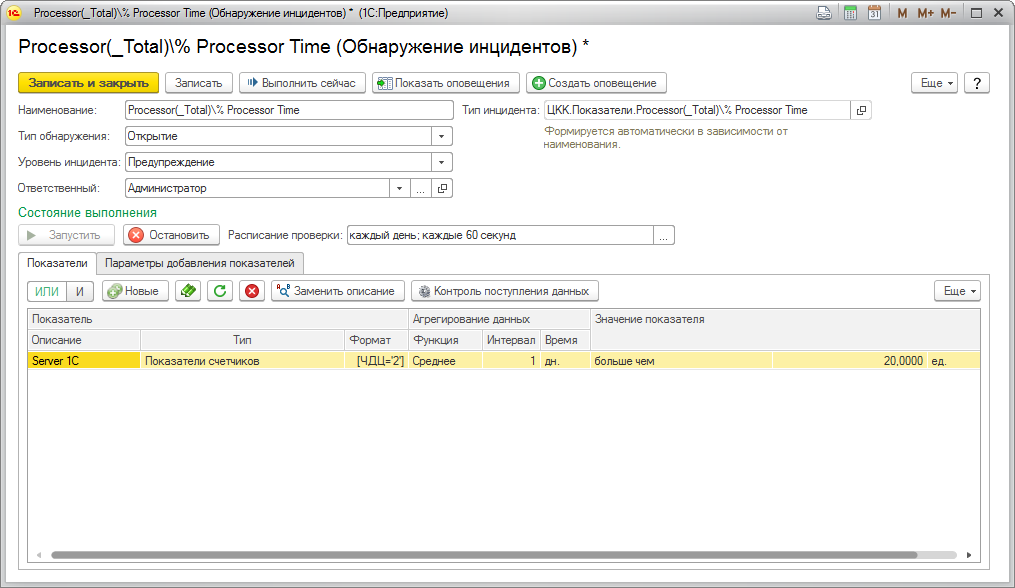 Processor(_Total)\% Processor Time (Обнаружение инцидентов) * (1С:Предприятие)
31 M M+ M-
Processor(_Total)\% Processor Time (Обнаружение инцидентов) *
Записать и закрыть Записать Выполнить сейчас Показать оповещения Создать оповещение Еще ?
Наименование: Processor(_Total)\% Processor Time Тип инцидента: ЦКК.Показатели.Processor(_Total)\% Processor Time
Тип обнаружения: Открытие Формируется автоматически в зависимости от
наименования.
Уровень инцидента: Предупреждение
Ответственный: Администратор ...
Состояние выполнения
Запустить Остановить Расписание проверки: каждый день; каждые 60 секунд ...
Показатели Параметры добавления показателей
ИЛИ И Новые Заменить описание Контроль поступления данных Еще
Показатель Агрегирование данных Значение показателя
Описание Тип Формат Функция Интервал Время
Server 1C Показатели счетчиков [ЧДЦ='2'] Среднее 1 дн. больше чем 20,0000 ед.